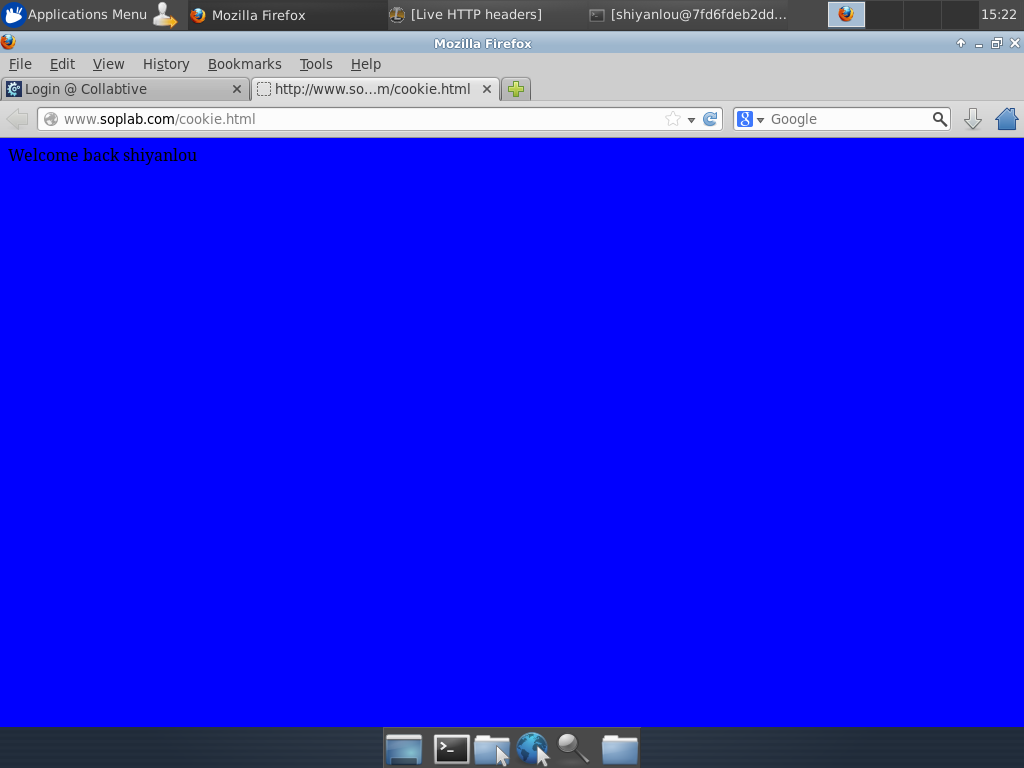 Applications Menu Mozilla Firefox [Live HTTP headers] [shiyanlou@7fd6fdeb2dd... 15:22
Mozilla Firefox
File Edit View History Bookmarks Tools Help
Login @ Collabtive http://www.so...m/cookie.html
www.soplab.com/cookie.html 8 Google
Welcome back shiyanlou